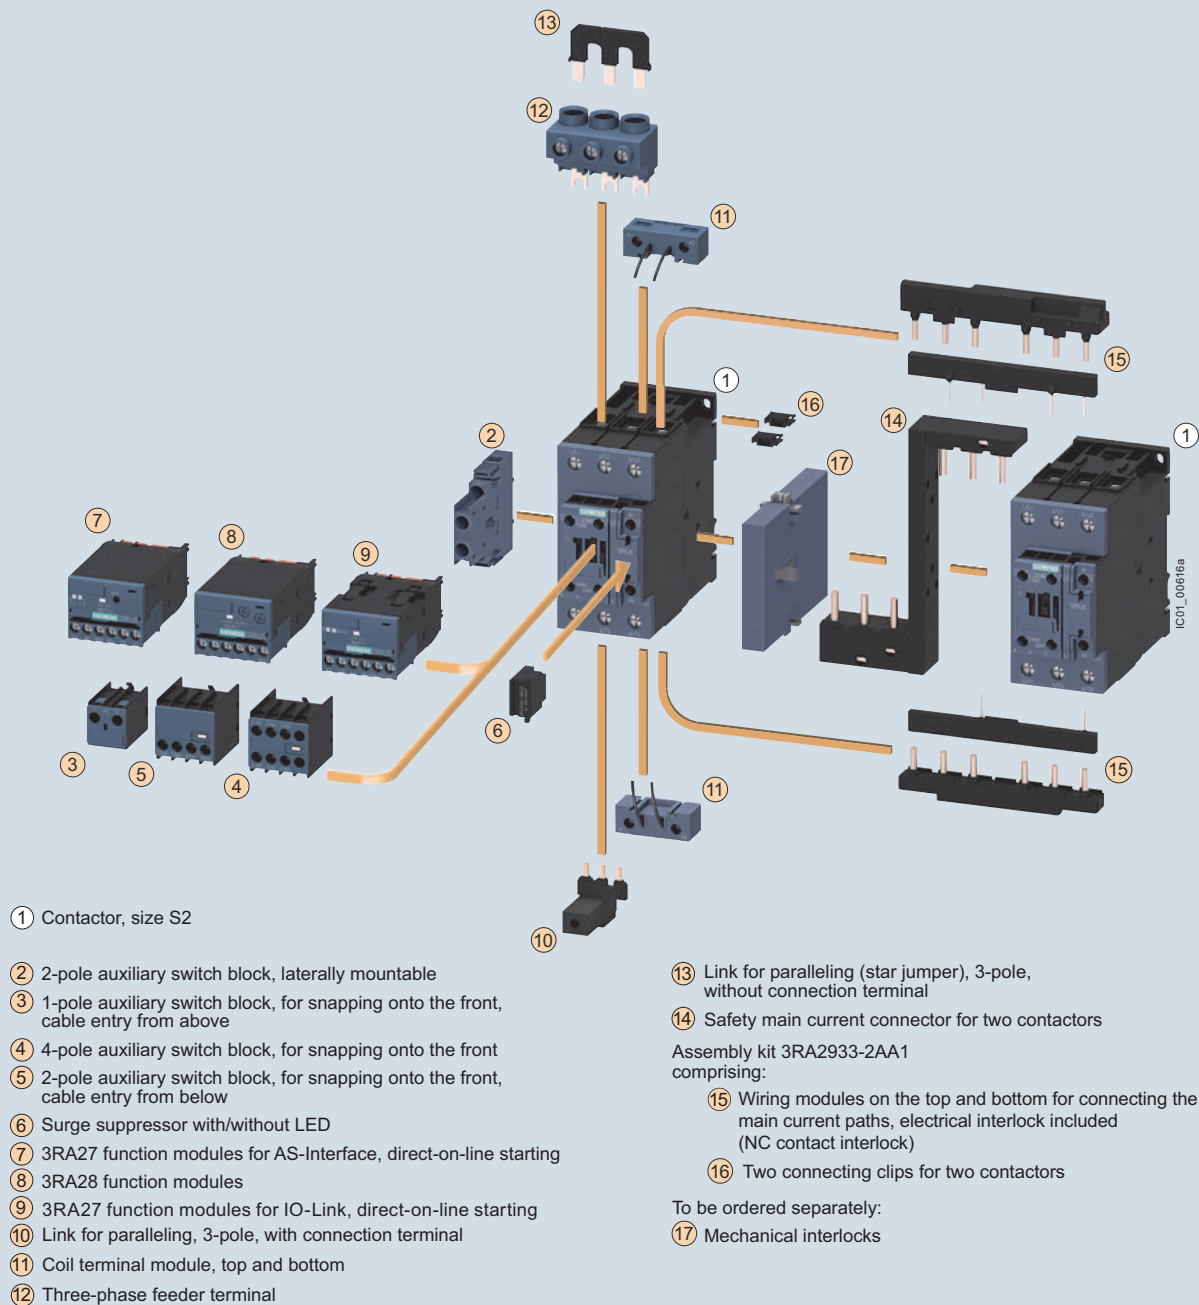 13
12
11
1
16
15
14
1
2
17
7
8
9
IC01_00616a
SIEMENS
SIEMENS
SIEMENS
SIEMENS
6
3
5
4
11
15
10
1 Contactor, size S2
2 2-pole auxiliary switch block, laterally mountable
3 1-pole auxiliary switch block, for snapping onto the front,
cable entry from above
4 4-pole auxiliary switch block, for snapping onto the front
5 2-pole auxiliary switch block, for snapping onto the front,
cable entry from below
6 Surge suppressor with/without LED
7 3RA27 function modules for AS-Interface, direct-on-line starting
8 3RA28 function modules
9 3RA27 function modules for IO-Link, direct-on-line starting
10 Link for paralleling, 3-pole, with connection terminal
11 Coil terminal module, top and bottom
12 Three-phase feeder terminal
13 Link for paralleling (star jumper), 3-pole,
without connection terminal
14 Safety main current connector for two contactors
Assembly kit 3RA2933-2AA1
comprising:
15 Wiring modules on the top and bottom for connecting the
main current paths, electrical interlock included
(NC contact interlock)
16 Two connecting clips for two contactors
To be ordered separately:
17 Mechanical interlocks